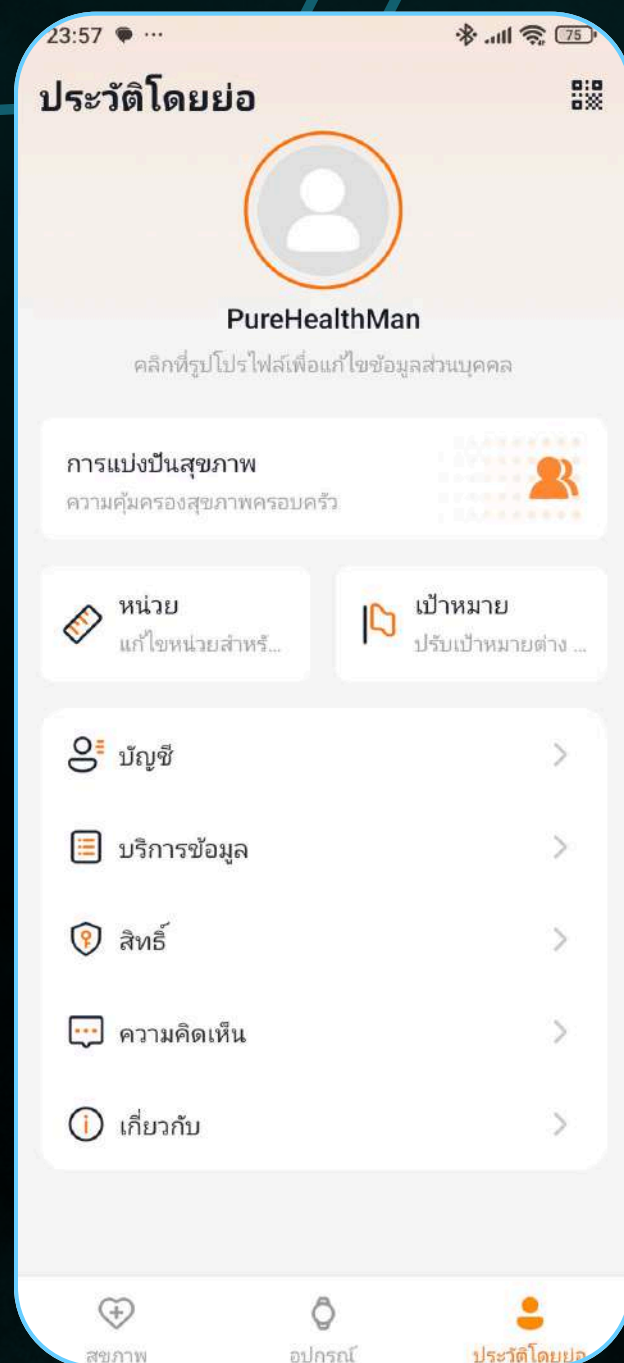 23:57
75
ประวัติโดยย่อ
PureHealthMan
คลิกที่รูปโปรไฟล์เพื่อแก้ไขข้อมูลส่วนบุคคล
การแบ่งปันสุขภาพ
ความคุ้มครองสุขภาพครอบครัว
หน่วย
แก้ไขหน่วยสำหรั...
เป้าหมาย
ปรับเป้าหมายต่าง ...
บัญชี
บริการข้อมูล
สิทธิ์
ความคิดเห็น
เกี่ยวกับ
สุขภาพ
อุปกรณ์
ประวัติโดยย่อ